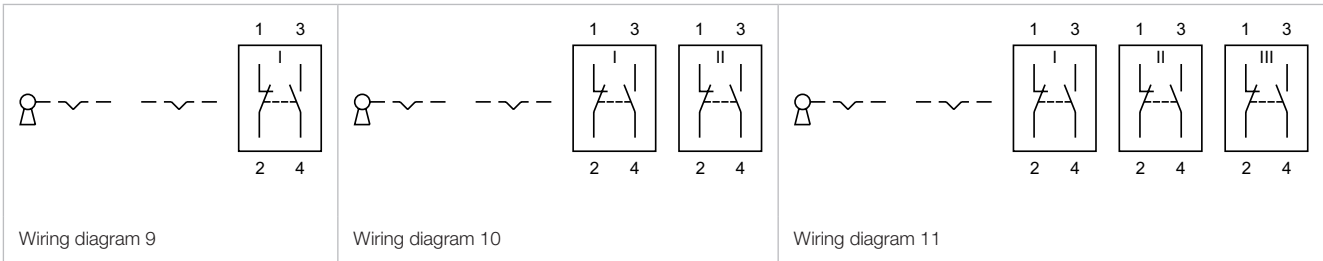 1 3
I
2 4
Wiring diagram 9
1 3 1 3
I II
2 4 2 4
Wiring diagram 10
1 3 1 3 1 3
I II III
2 4 2 4 2 4
Wiring diagram 11